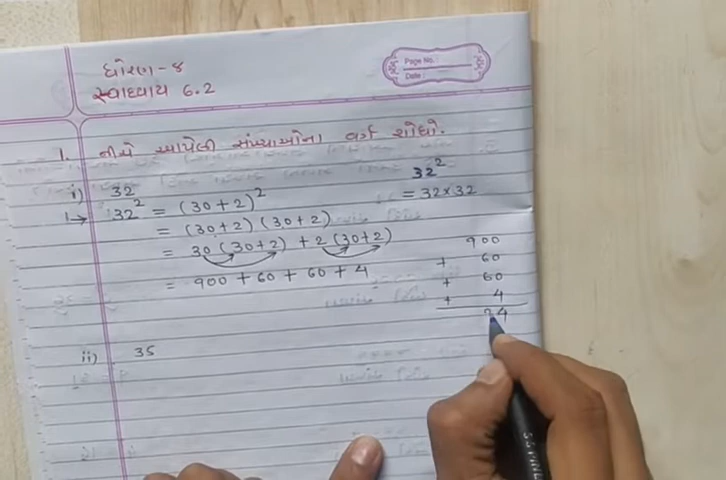 Page No.:
Date:
ધોરણ - ૮
સ્વાધ્યાય 6.2
1. નીચે આપેલી સંખ્યાઓના વર્ગ શોધો.
i) 32
32² = (30+2)²
= (30+2) (30+2)
= 30 (30+2) + 2 (30+2)
= 900 + 60 + 60 + 4
32²
= 32×32
900
+ 60
+ 60
+ 4
24
ii) 35